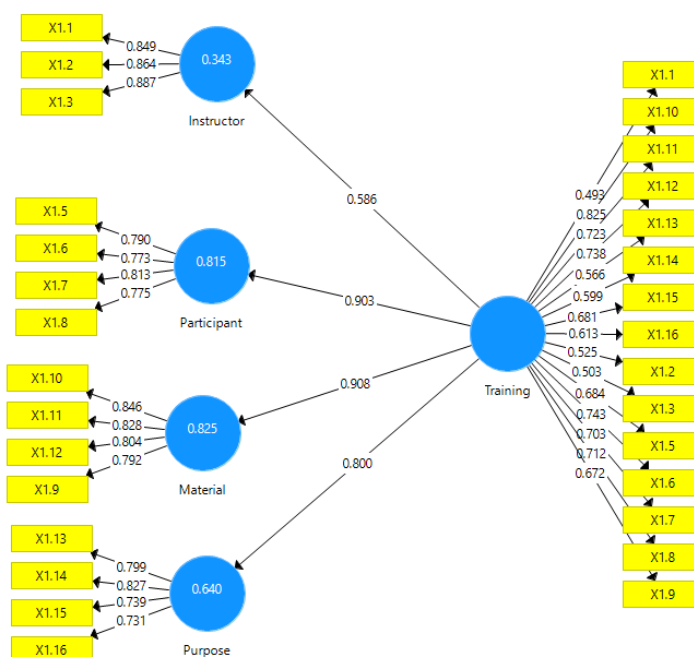 X1.1
X1.2
X1.3
0.849
0.864
0.887
0.343
Instructor
X1.5
X1.6
X1.7
X1.8
0.790
0.773
0.813
0.775
0.815
Participant
X1.10
X1.11
X1.12
X1.9
0.846
0.828
0.804
0.792
0.825
Material
X1.13
X1.14
X1.15
X1.16
0.799
0.827
0.739
0.731
0.640
Purpose
0.586
0.903
0.908
0.800
Training
0.493
0.825
0.723
0.738
0.566
0.599
0.681
0.613
0.525
0.503
0.684
0.743
0.703
0.712
0.672
X1.1
X1.10
X1.11
X1.12
X1.13
X1.14
X1.15
X1.16
X1.2
X1.3
X1.5
X1.6
X1.7
X1.8
X1.9